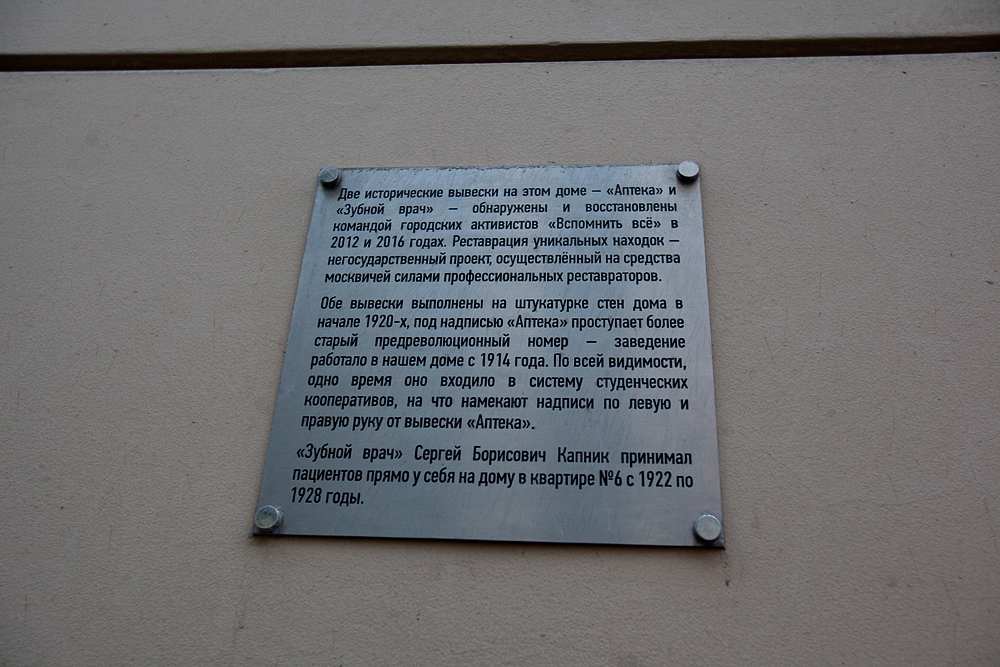 Две исторические вывески на этом доме – «Аптека» и
«Зубной врач» – обнаружены и восстановлены
командой городских активистов «Вспомнить всё» в
2012 и 2016 годах. Реставрация уникальных находок –
негосударственный проект, осуществлённый на средства
москвичей силами профессиональных реставраторов.
Обе вывески выполнены на штукатурке стен дома в
начале 1920-х, под надписью «Аптека» проступает более
старый предреволюционный номер – заведение
работало в нашем доме с 1914 года. По всей видимости,
одно время оно входило в систему студенческих
кооперативов, на что намекают надписи по левую и
правую руку от вывески «Аптека».
«Зубной врач» Сергей Борисович Капник принимал
пациентов прямо у себя на дому в квартире №6 с 1922 по
1928 годы.